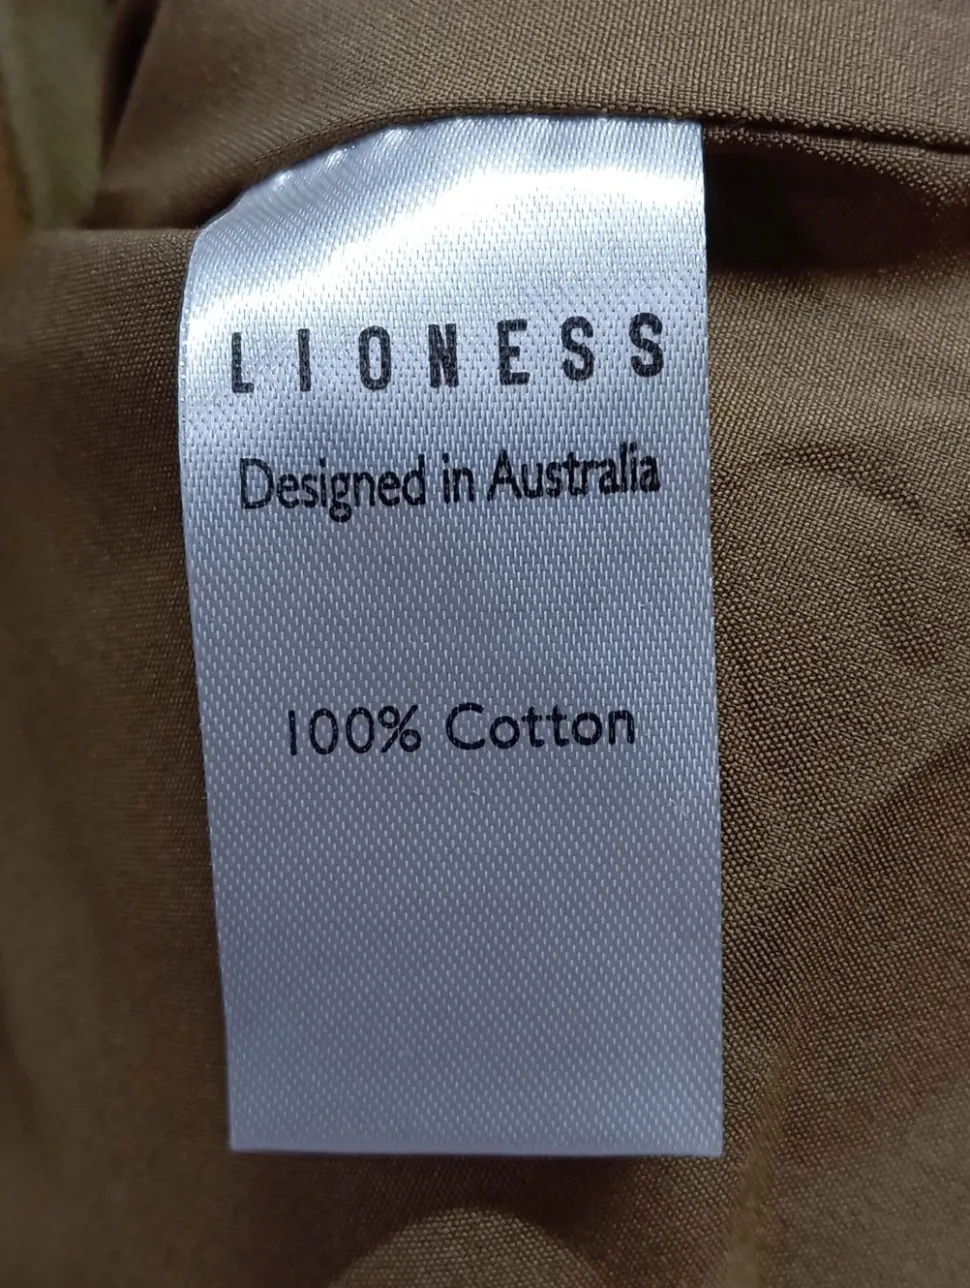 LIONESS
Designed in Australia
100% Cotton